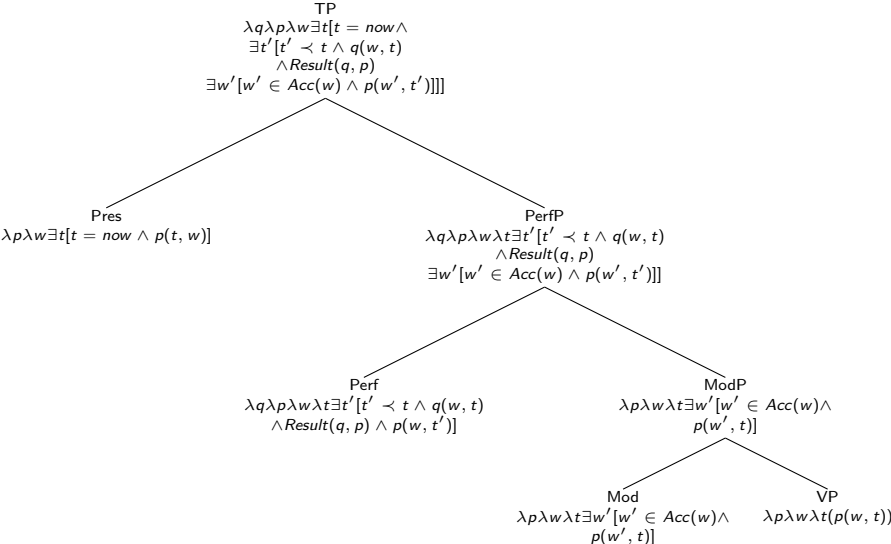 TP
λqλpλw∃t[t = now∧
∃t′[t′ ≺ t ∧ q(w, t)
∧Result(q, p)
∃w′[w′ ∈ Acc(w) ∧ p(w′, t′)]]]
Pres
λpλw∃t[t = now ∧ p(t, w)]
PerfP
λqλpλwλt∃t′[t′ ≺ t ∧ q(w, t)
∧Result(q, p)
∃w′[w′ ∈ Acc(w) ∧ p(w′, t′)]]
Perf
λqλpλwλt∃t′[t′ ≺ t ∧ q(w, t)
∧Result(q, p) ∧ p(w, t′)]
ModP
λpλwλt∃w′[w′ ∈ Acc(w)∧
p(w′, t)]
Mod
λpλwλt∃w′[w′ ∈ Acc(w)∧
p(w′, t)]
VP
λpλwλt(p(w, t))